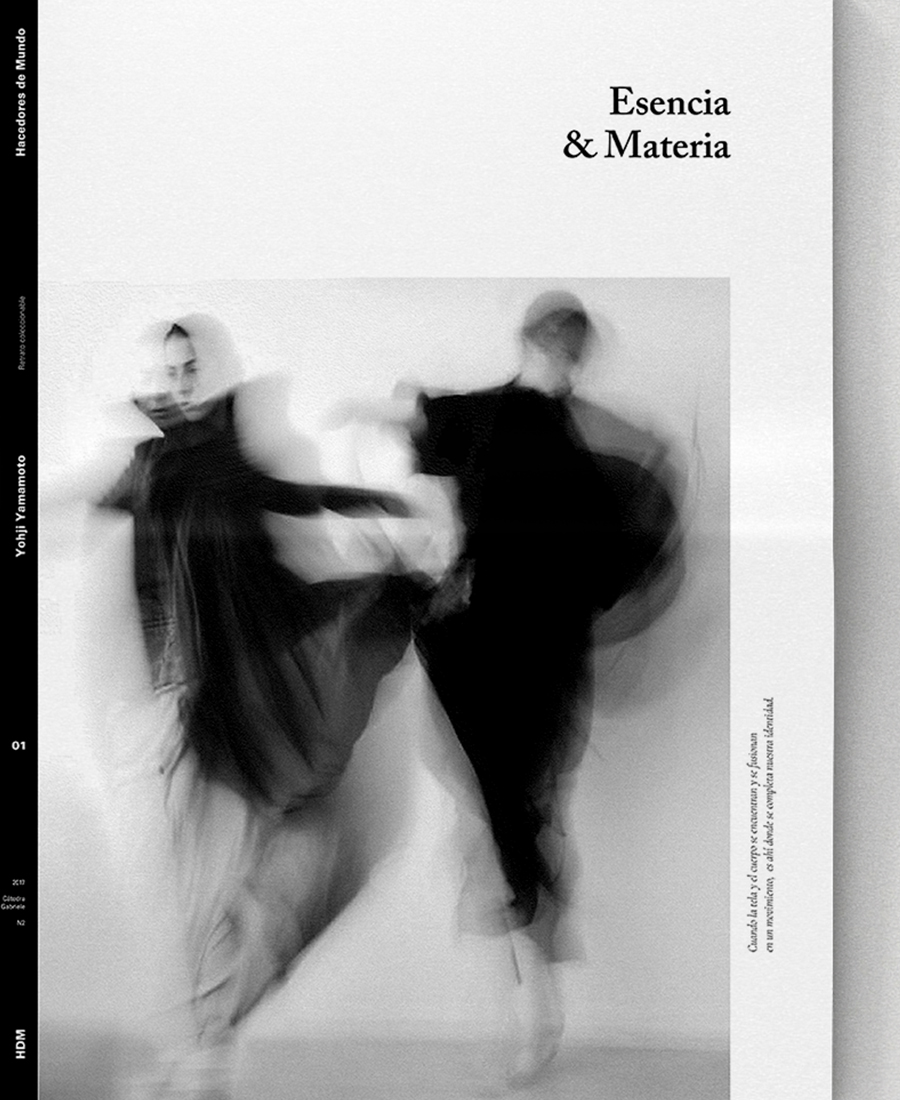 Hacedores de Mundo
Retrato coleccionable
Yohji Yamamoto
01
2017
Cátedra
Gabriele
N2
HDM
Esencia
& Materia
Cuando la tela y el cuerpo se encuentran y se fusionan
en un movimiento, es ahí donde se completa nuestra identidad.